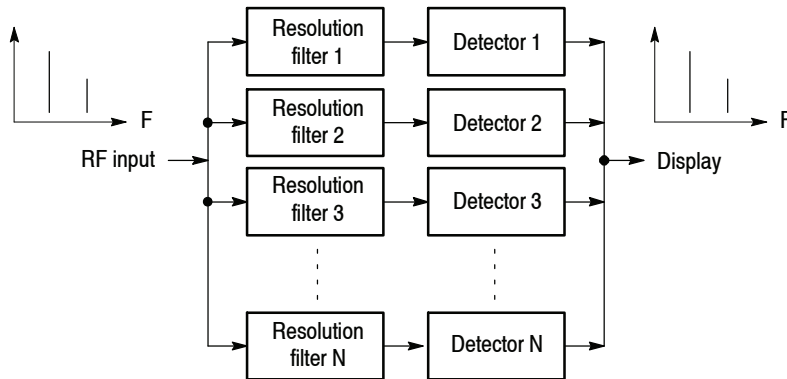 Resolution
filter 1
Detector 1
F
F
Resolution
filter 2
Detector 2
RF input
Display
Resolution
filter 3
Detector 3
Resolution
filter N
Detector N